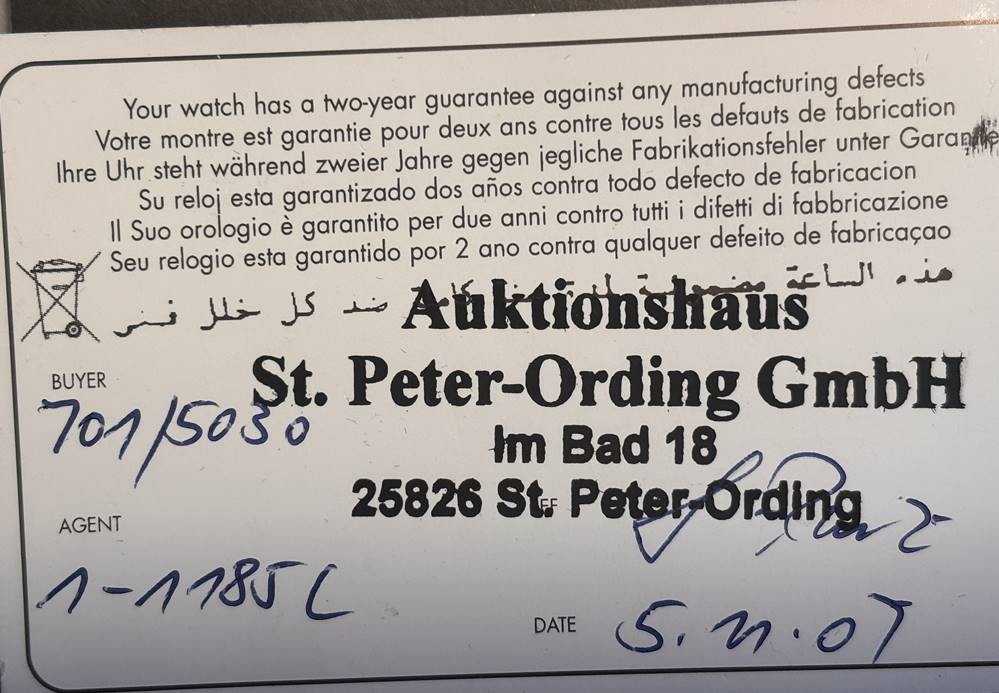 Your watch has a two-year guarantee against any manufacturing defects
Votre montre est garantie pour deux ans contre tous les defauts de fabrication
Ihre Uhr steht während zweier Jahre gegen jegliche Fabrikationsfehler unter Garantie
Su reloj esta garantizado dos años contra todo defecto de fabricacion
Il Suo orologio è garantito per due anni contro tutti i difetti di fabbricazione
Seu relogio esta garantido por 2 ano contra qualquer defeito de fabricaçao
هذه الساعة ضد كل خلل فني
Auktionshaus
St. Peter-Ording GmbH
Im Bad 18
25826 St. Peter-Ording
BUYER
701/5030
AGENT
1-1185L
DATE 5.11.07